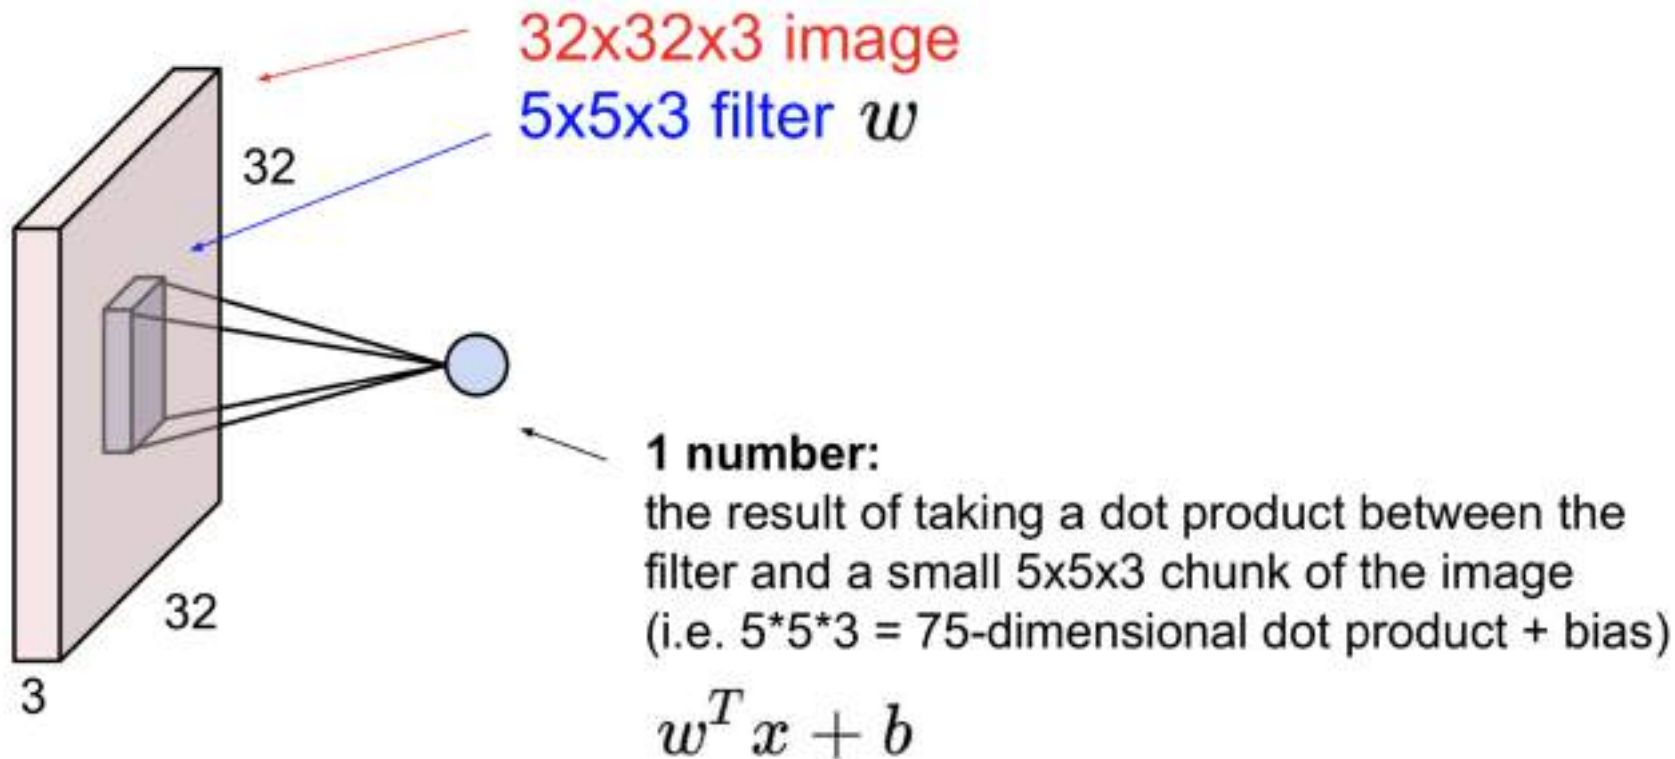 32x32x3 image
5x5x3 filter w
32
32
3
1 number:
the result of taking a dot product between the
filter and a small 5x5x3 chunk of the image
(i.e. 5*5*3 = 75-dimensional dot product + bias)
w^T x + b